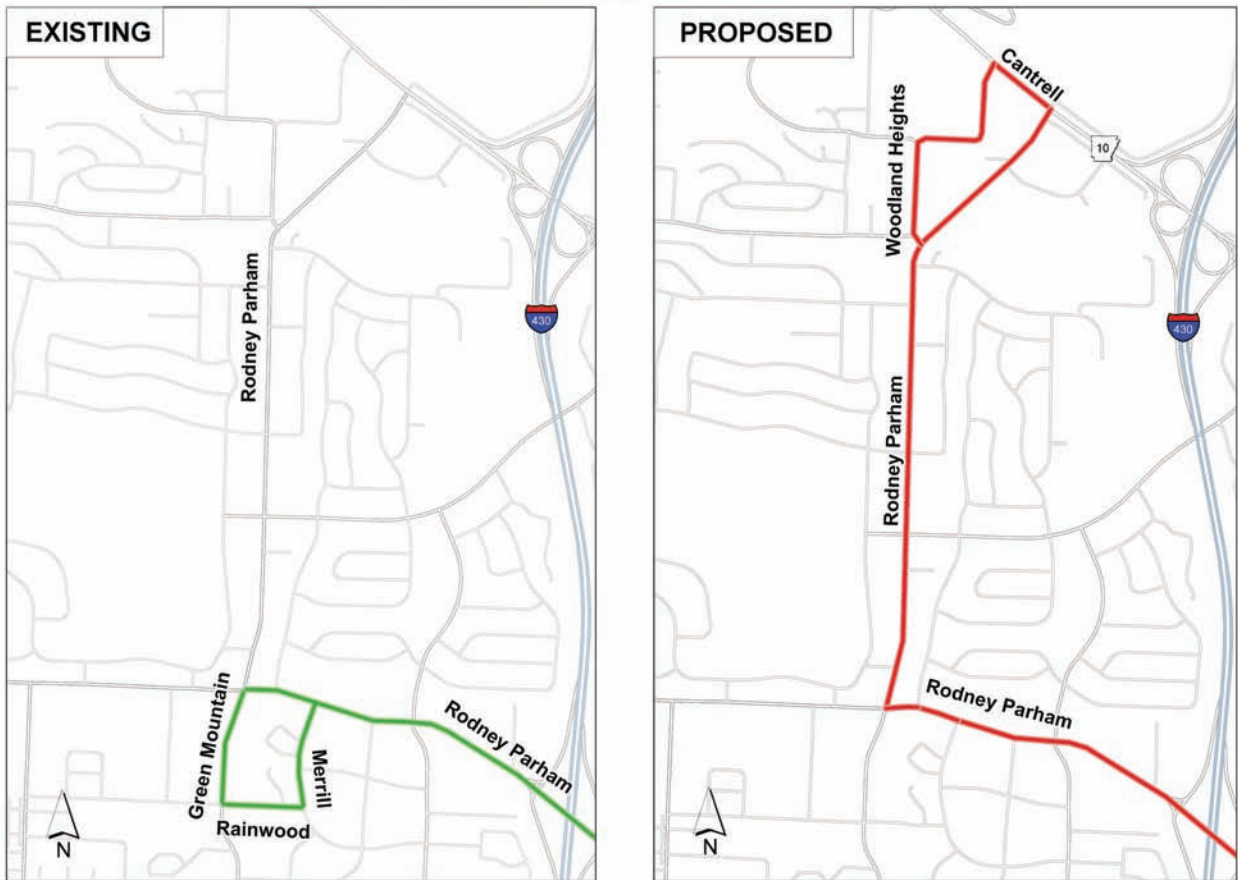 EXISTING
Rodney Parham
430
Green Mountain
Merrill
Rodney Parham
Rainwood
N
PROPOSED
Cantrell
10
Woodland Heights
430
Rodney Parham
Rodney Parham
N